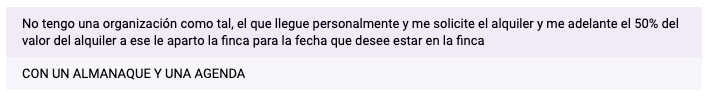 No tengo una organización como tal, el que llegue personalmente y me solicite el alquiler y me adelante el 50% del
valor del alquiler a ese le aparto la finca para la fecha que desee estar en la finca
CON UN ALMANAQUE Y UNA AGENDA